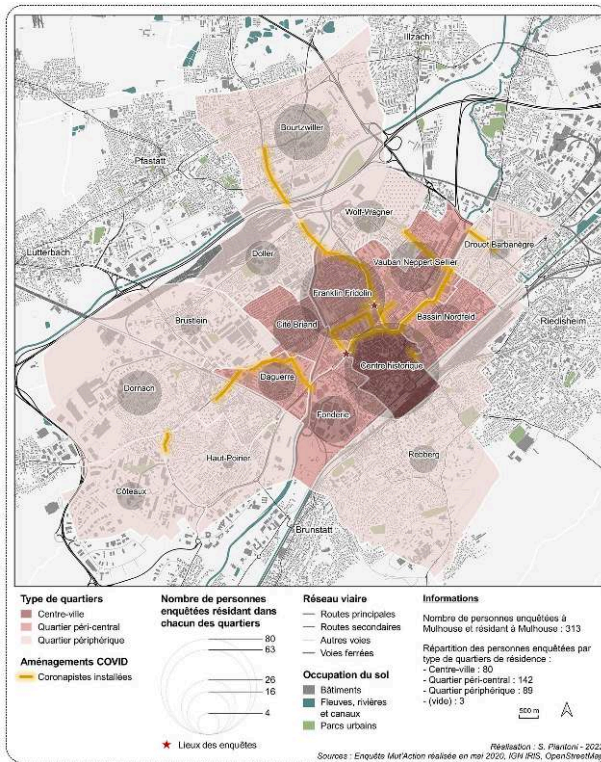 Illzach
Bourtzwiller
Pfastatt
Wolf-Wagner
Lutterbach
Doller
Drouot Barbanègre
Vauban Neppert Sellier
Franklin Fridolin
Bassin Nordfeld
Riedisheim
Brustlein
Cité Briand
Centre historique
Dornach
Daguerre
Fonderie
Haut-Poirier
Rebberg
Côteaux
Brunstatt
Type de quartiers
Centre-ville
Quartier péri-central
Quartier périphérique
Aménagements COVID
Coronapistes installées
Nombre de personnes
enquêtées résidant dans
chacun des quartiers
80
63
26
16
4
Lieux des enquêtes
Réseau viaire
Routes principales
Routes secondaires
Autres voies
Voies ferrées
Occupation du sol
Bâtiments
Fleuves, rivières
et canaux
Parcs urbains
Informations
Nombre de personnes enquêtées à
Mulhouse et résidant à Mulhouse : 313
Répartition des personnes enquêtées par
type de quartiers de résidence :
- Centre-ville : 80
- Quartier péri-central : 142
- Quartier périphérique : 89
- (vide) : 3
500 m
Réalisation : S. Piantoni - 2022
Sources : Enquête Mut'Action réalisée en mai 2020, IGN IRIS, OpenStreetMap